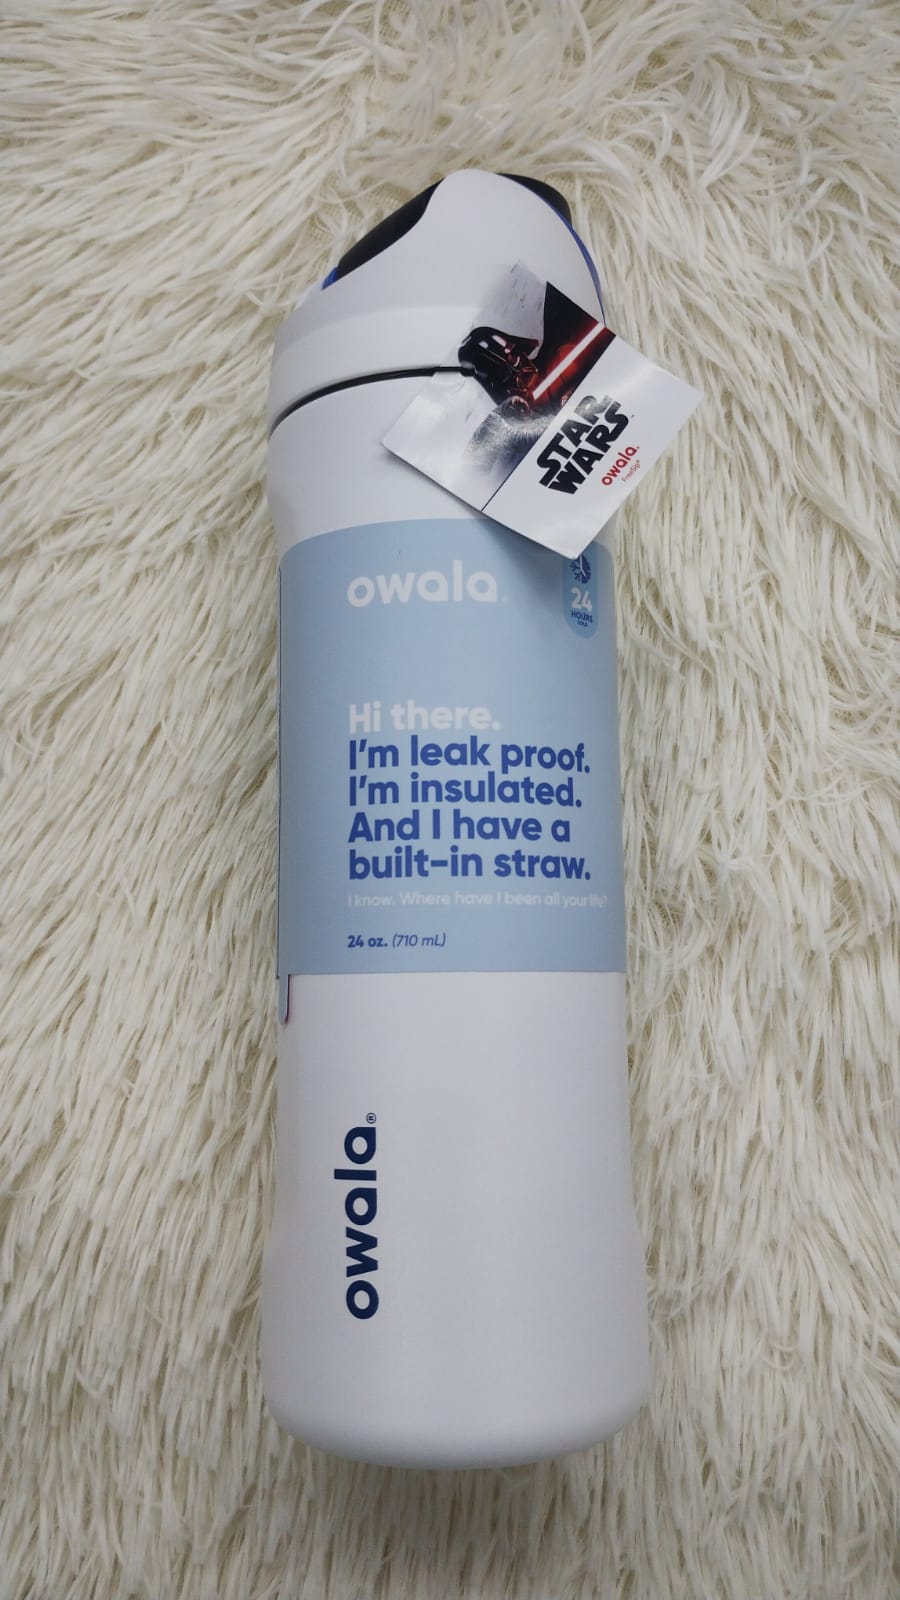 STAR
WARS
owala.
FreeSip®
owala
24
HOURS
COLD
Hi there.
I'm leak proof.
I'm insulated.
And I have a
built-in straw.
I know. Where have I been all your life?
24 oz. (710 mL)
owala®